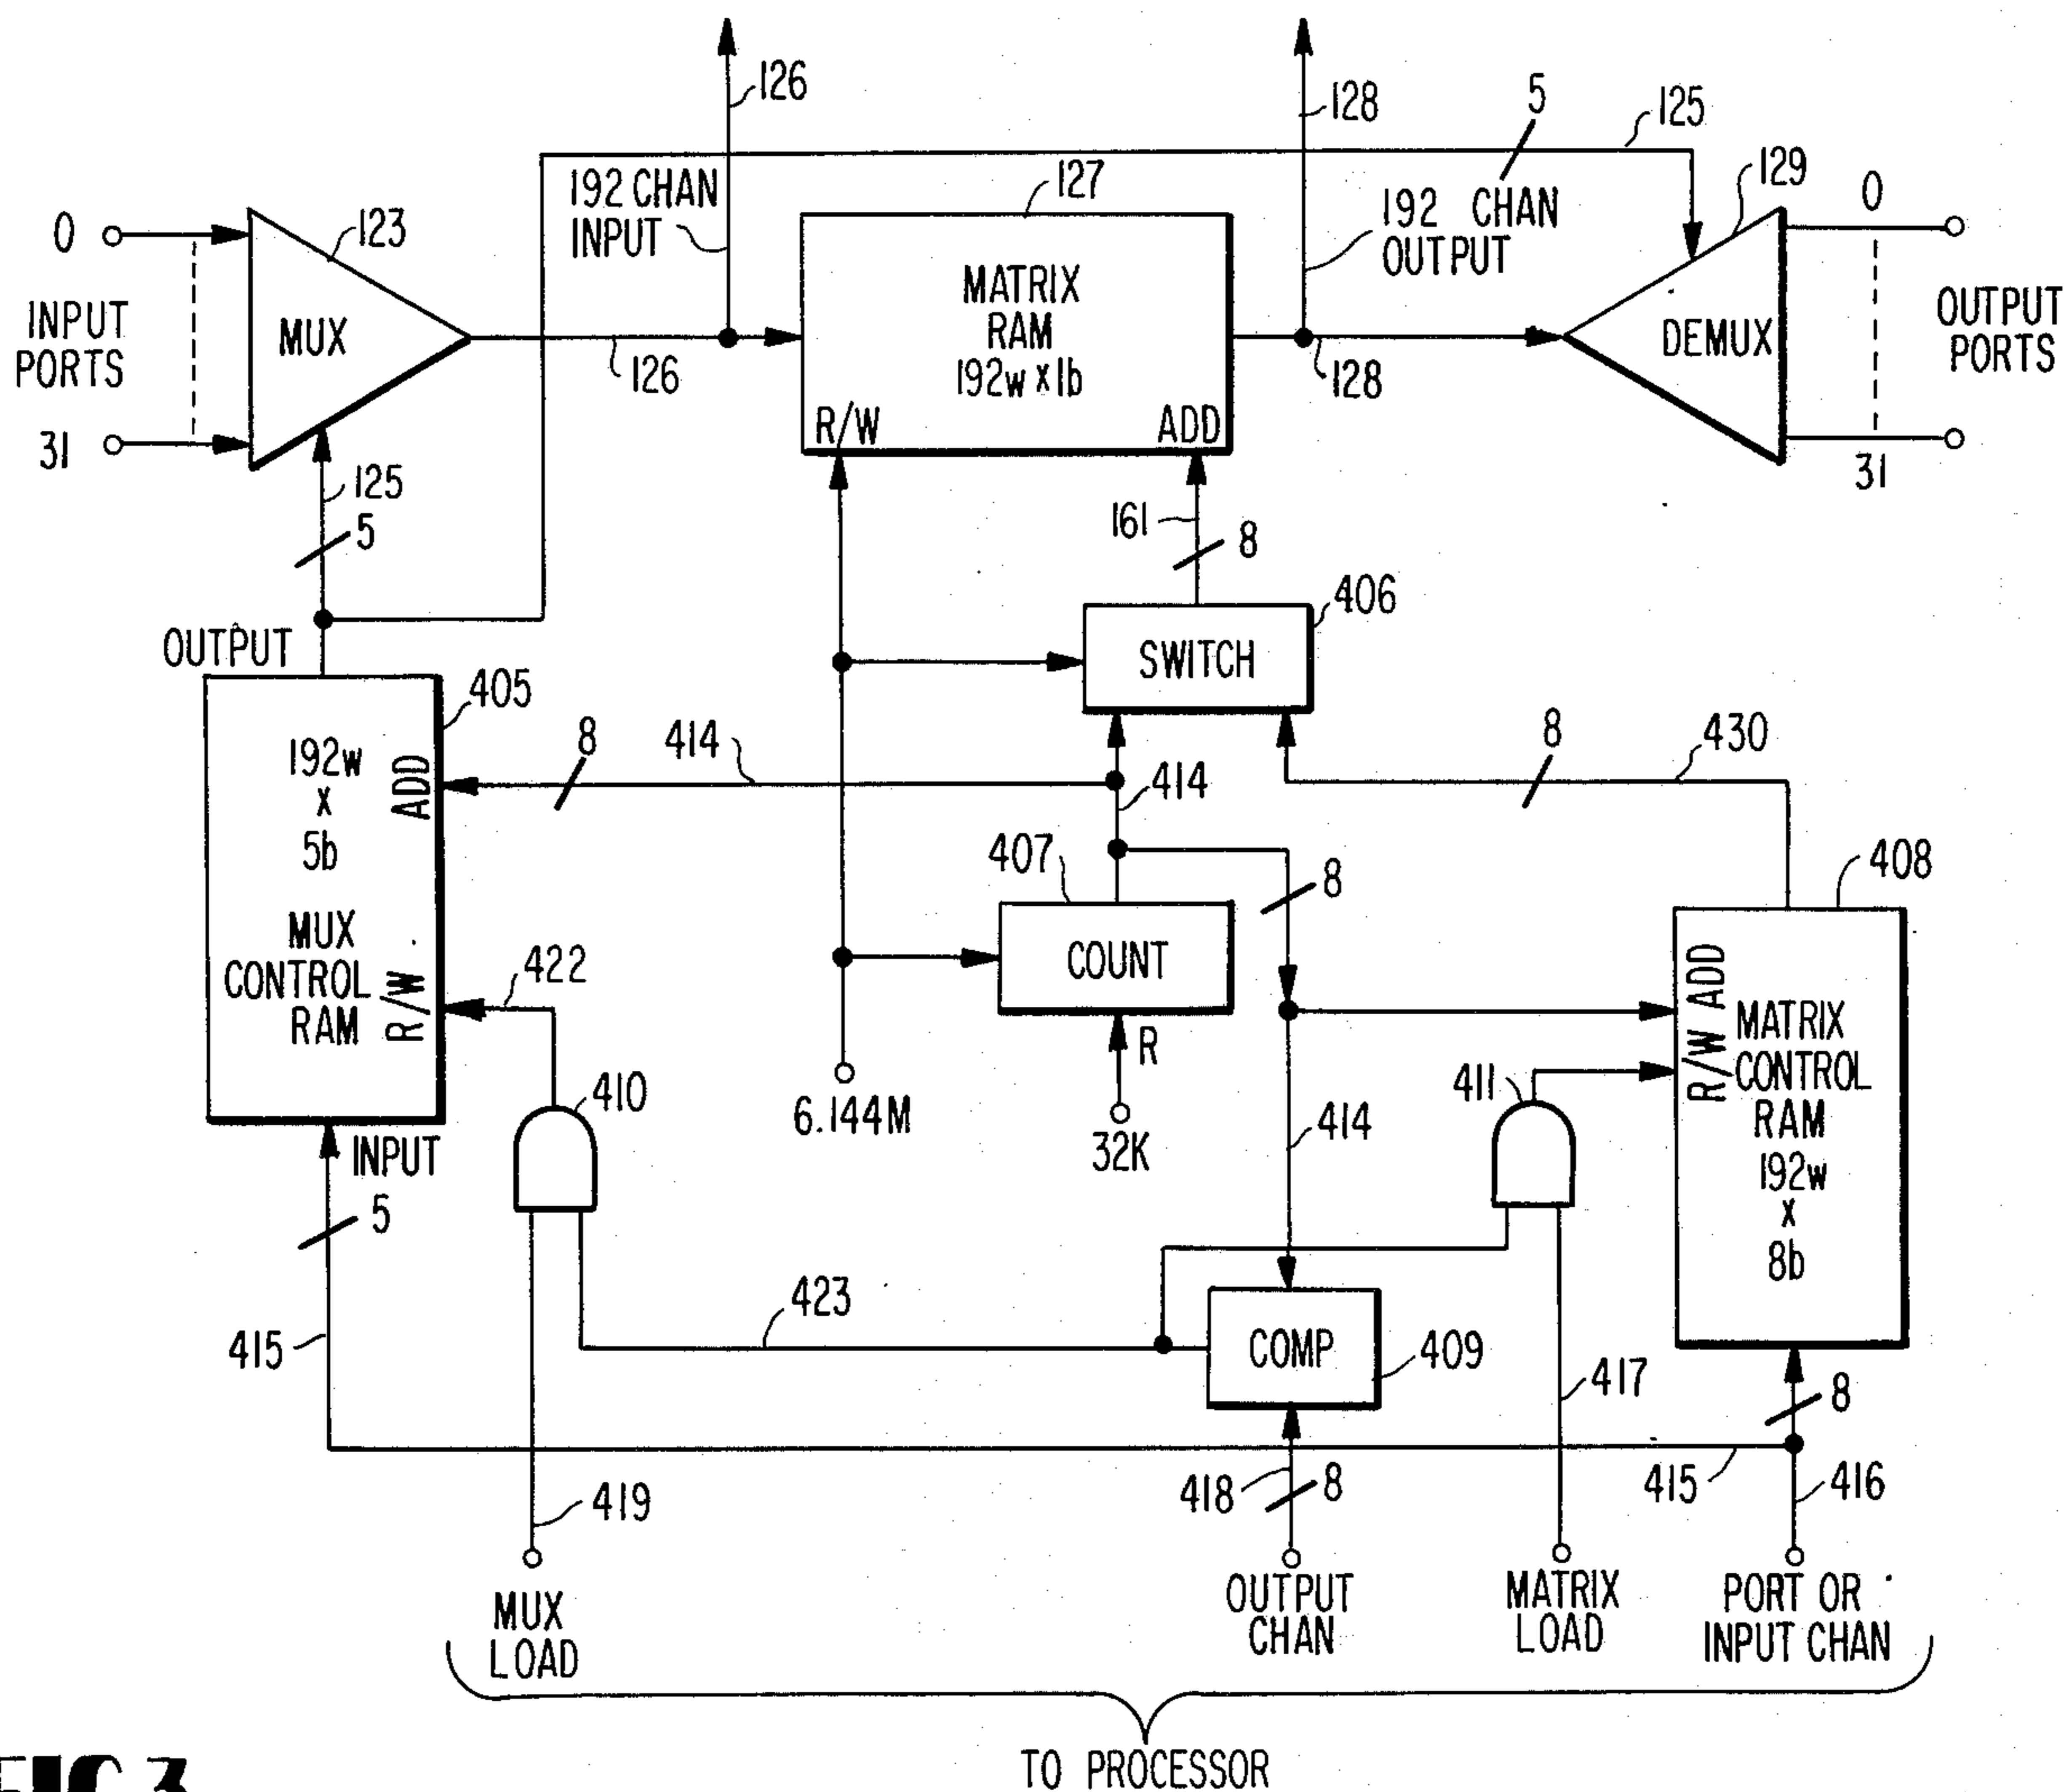 126
128
5
125
192 CHAN
INPUT
127
192 CHAN
OUTPUT
129
0
0
123
INPUT
PORTS
MUX
MATRIX
RAM
192w x 1b
DEMUX
OUTPUT
PORTS
126
128
R/W
ADD
31
31
125
5
161
8
406
OUTPUT
SWITCH
405
192w
x
5b
ADD
8
414
8
430
414
407
8
408
MUX
CONTROL
RAM
R/W
422
COUNT
ADD
R/W
MATRIX
CONTROL
RAM
192w
x
8b
R
410
6.144M
32K
411
414
INPUT
5
423
415
COMP
409
417
8
419
418
8
415
416
MUX
LOAD
OUTPUT
CHAN
MATRIX
LOAD
PORT OR
INPUT CHAN
TO PROCESSOR
FIG 3